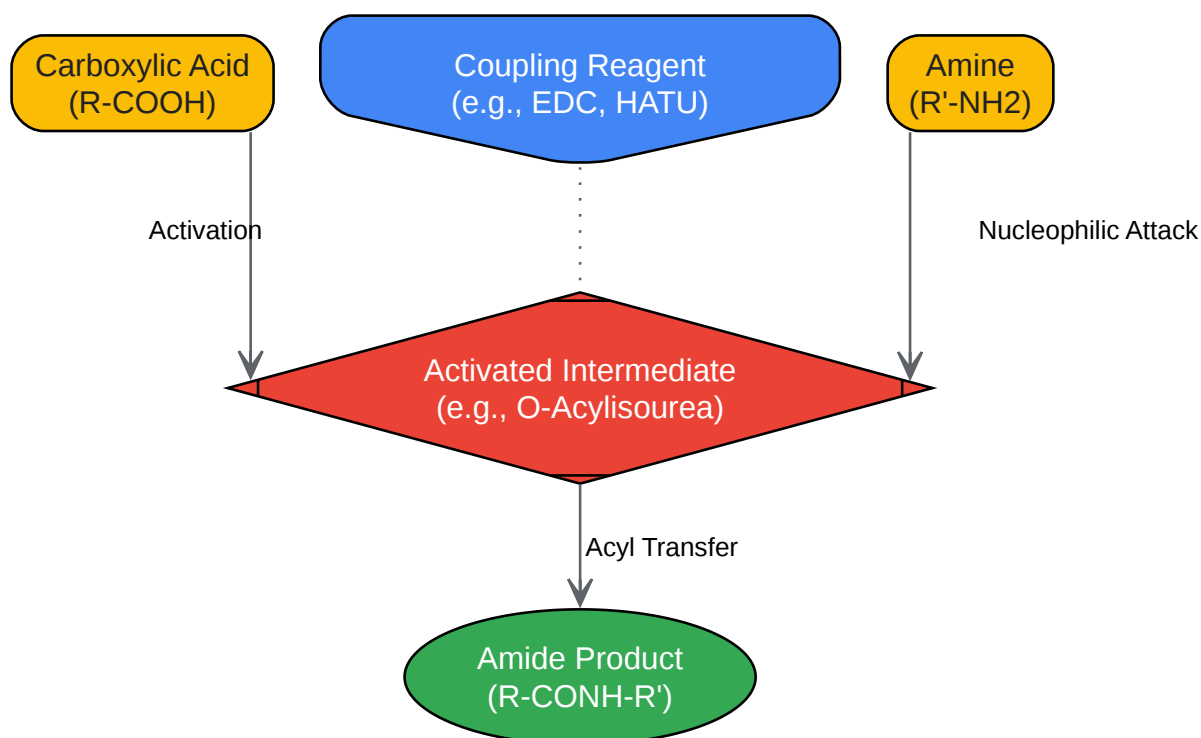 Carboxylic Acid
(R-COOH)
Coupling Reagent
(e.g., EDC, HATU)
Amine
(R'-NH2)
Activation
Nucleophilic Attack
Activated Intermediate
(e.g., O-Acylisourea)
Acyl Transfer
Amide Product
(R-CONH-R')